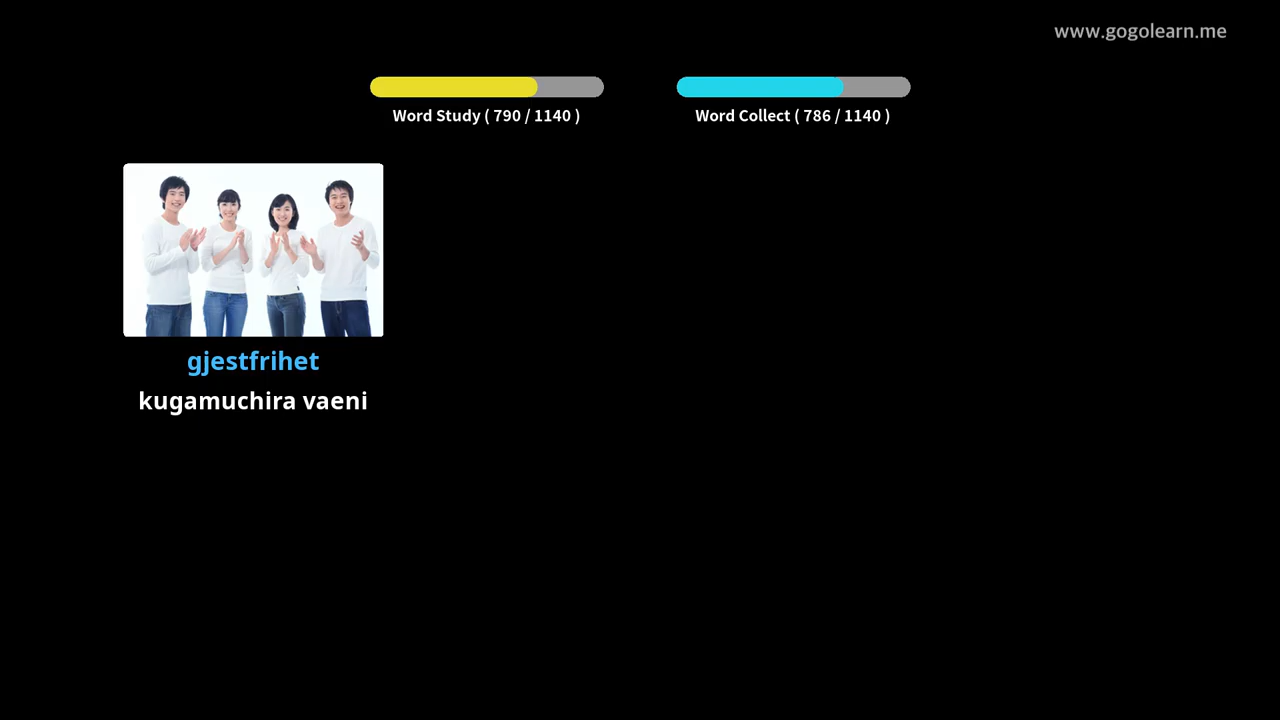 www.gogolearn.me
Word Study ( 790 / 1140 )
Word Collect ( 786 / 1140 )
gjestfrihet
kugamuchira vaeni